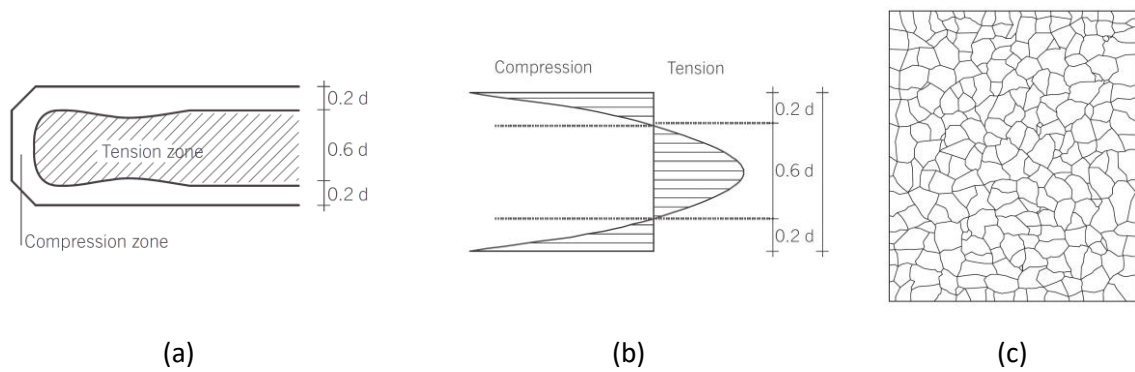 0.2 d
Tension zone
0.6 d
0.2 d
Compression zone
Compression
Tension
0.2 d
0.6 d
0.2 d
(a)
(b)
(c)